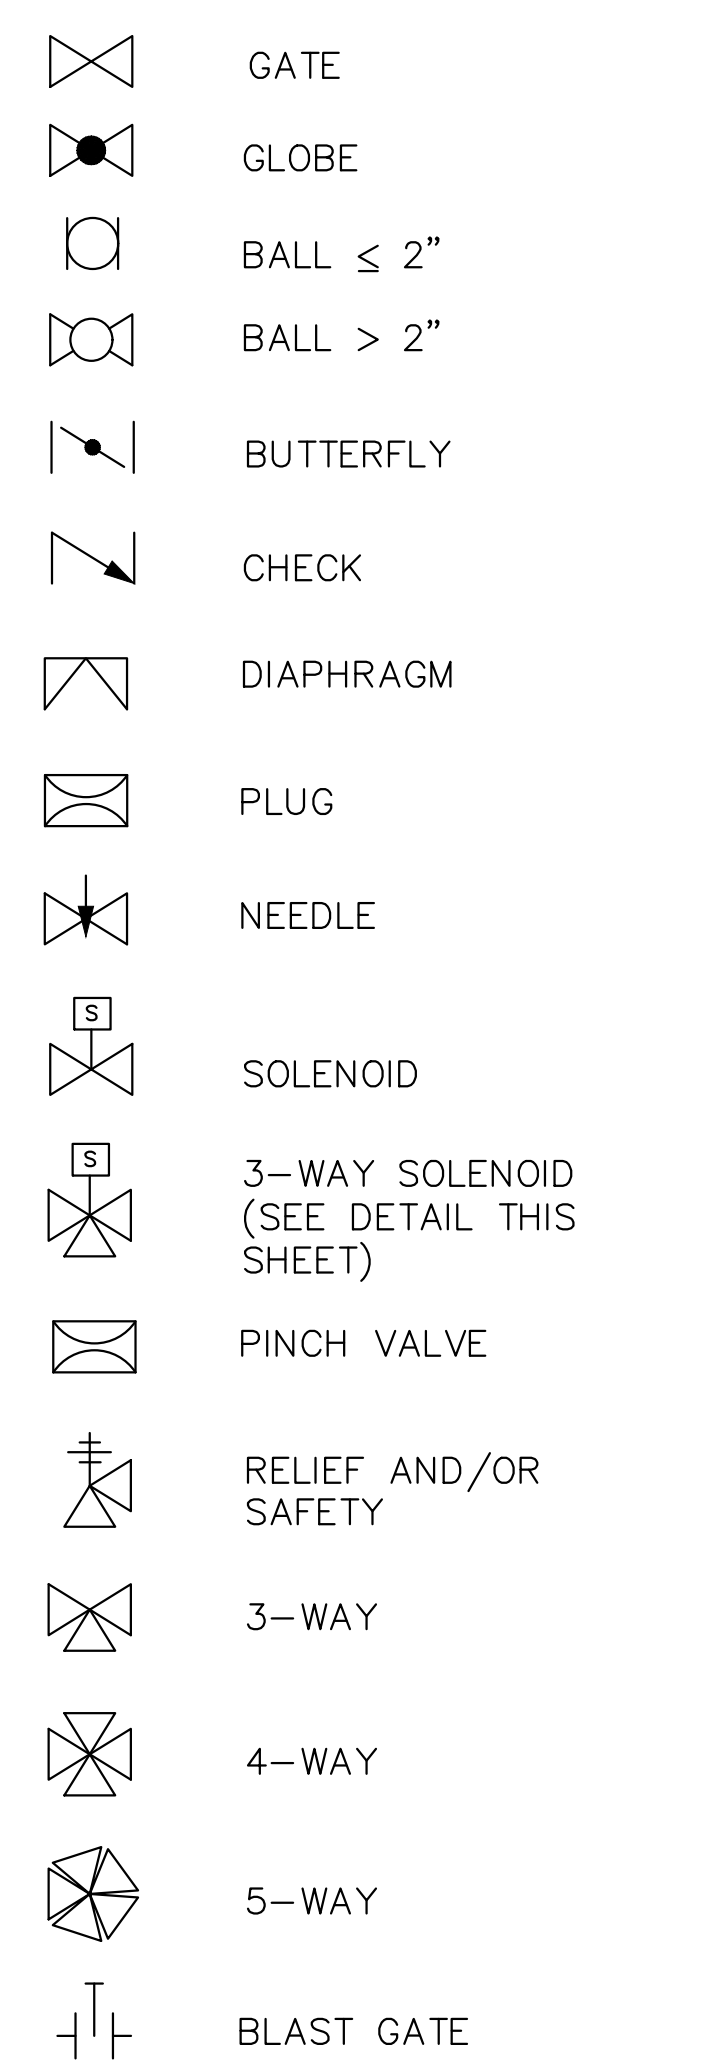 GATE
GLOBE
BALL ≤ 2”
BALL > 2”
BUTTERFLY
CHECK
DIAPHRAGM
PLUG
NEEDLE
S
SOLENOID
S
3-WAY SOLENOID
(SEE DETAIL THIS
SHEET)
PINCH VALVE
RELIEF AND/OR
SAFETY
3-WAY
4-WAY
5-WAY
BLAST GATE